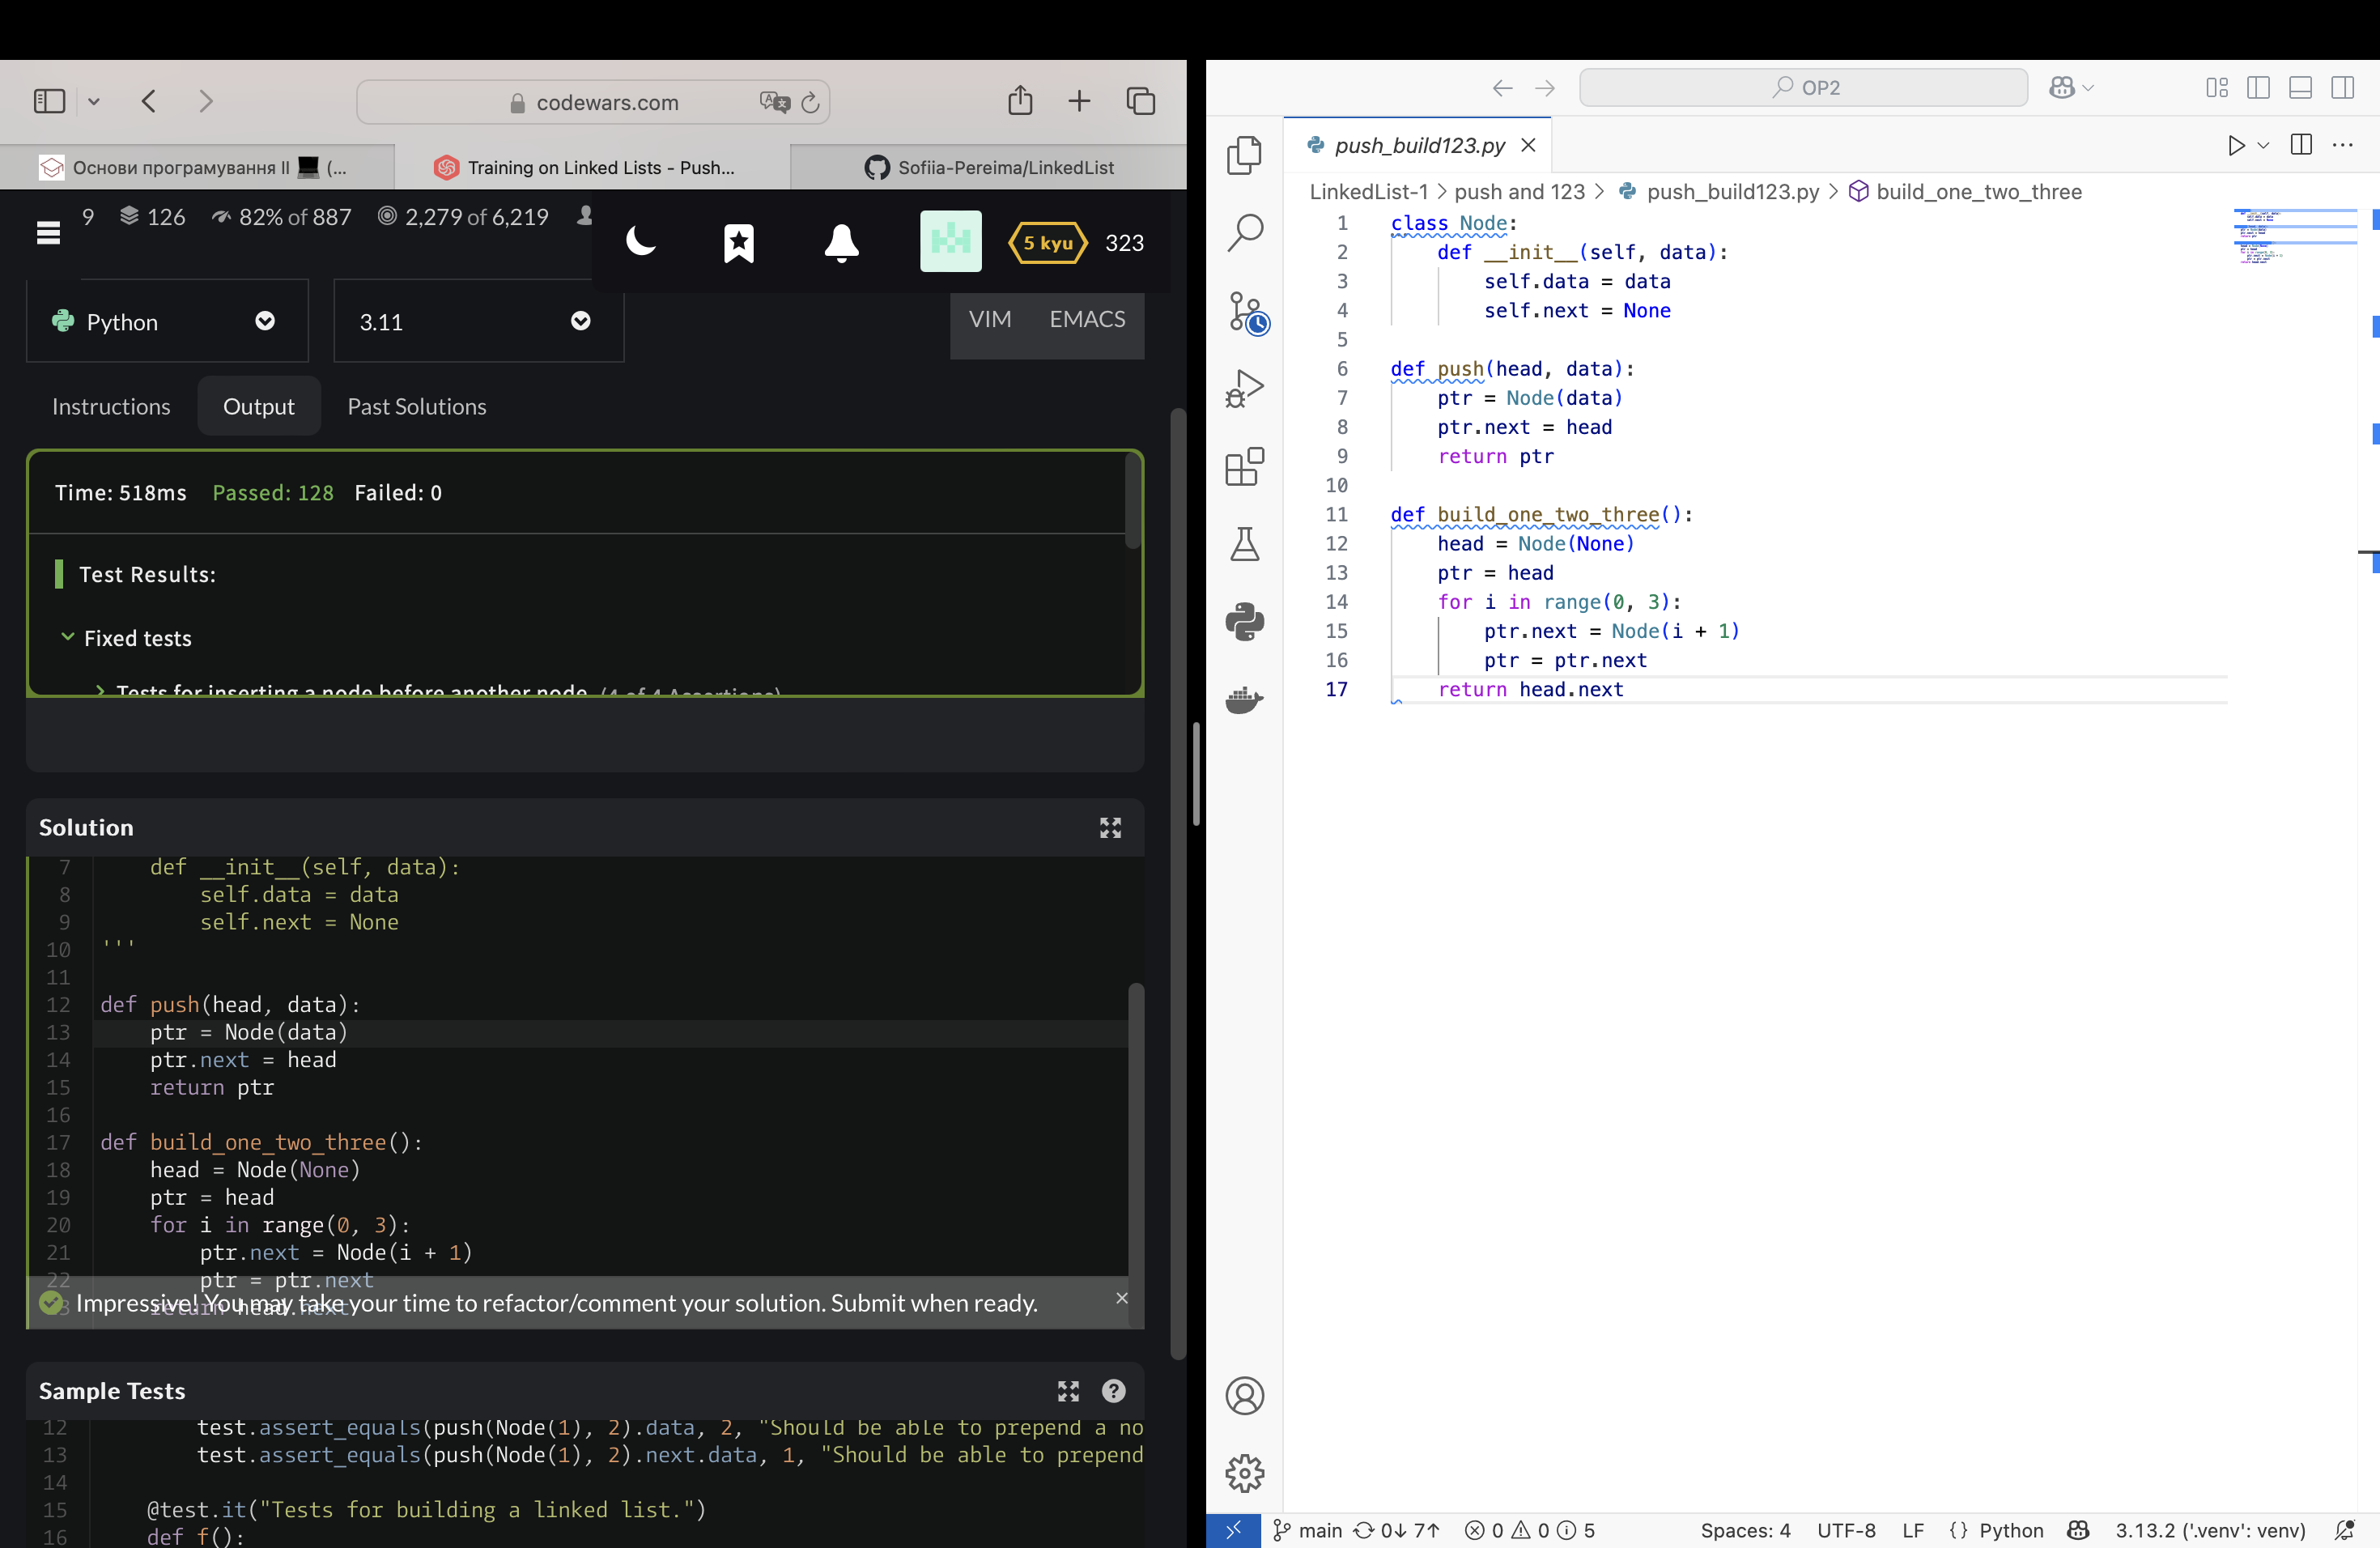 codewars.com
Основи програмування II 💻 (...
Training on Linked Lists - Push...
Sofiia-Pereima/LinkedList
9 126 82% of 887 2,279 of 6,219
5 kyu 323
Python 3.11 VIM EMACS
Instructions Output Past Solutions
Time: 518ms Passed: 128 Failed: 0
Test Results:
Fixed tests
Tests for inserting a node before another node (4 of 4 Assertions)
Solution
7 def __init__(self, data):
8 self.data = data
9 self.next = None
10 '''
11
12 def push(head, data):
13 ptr = Node(data)
14 ptr.next = head
15 return ptr
16
17 def build_one_two_three():
18 head = Node(None)
19 ptr = head
20 for i in range(0, 3):
21 ptr.next = Node(i + 1)
22 ptr = ptr.next
return head.next
Impressive! You may take your time to refactor/comment your solution. Submit when ready.
Sample Tests
12 test.assert_equals(push(Node(1), 2).data, 2, "Should be able to prepend a no
13 test.assert_equals(push(Node(1), 2).next.data, 1, "Should be able to prepend
14
15 @test.it("Tests for building a linked list.")
16 def f():
OP2
push_build123.py
LinkedList-1 > push and 123 > push_build123.py > build_one_two_three
1 class Node:
2 def __init__(self, data):
3 self.data = data
4 self.next = None
5
6 def push(head, data):
7 ptr = Node(data)
8 ptr.next = head
9 return ptr
10
11 def build_one_two_three():
12 head = Node(None)
13 ptr = head
14 for i in range(0, 3):
15 ptr.next = Node(i + 1)
16 ptr = ptr.next
17 return head.next
main 0↓ 7↑ 0 0 5 Spaces: 4 UTF-8 LF {} Python 3.13.2 ('.venv': venv)